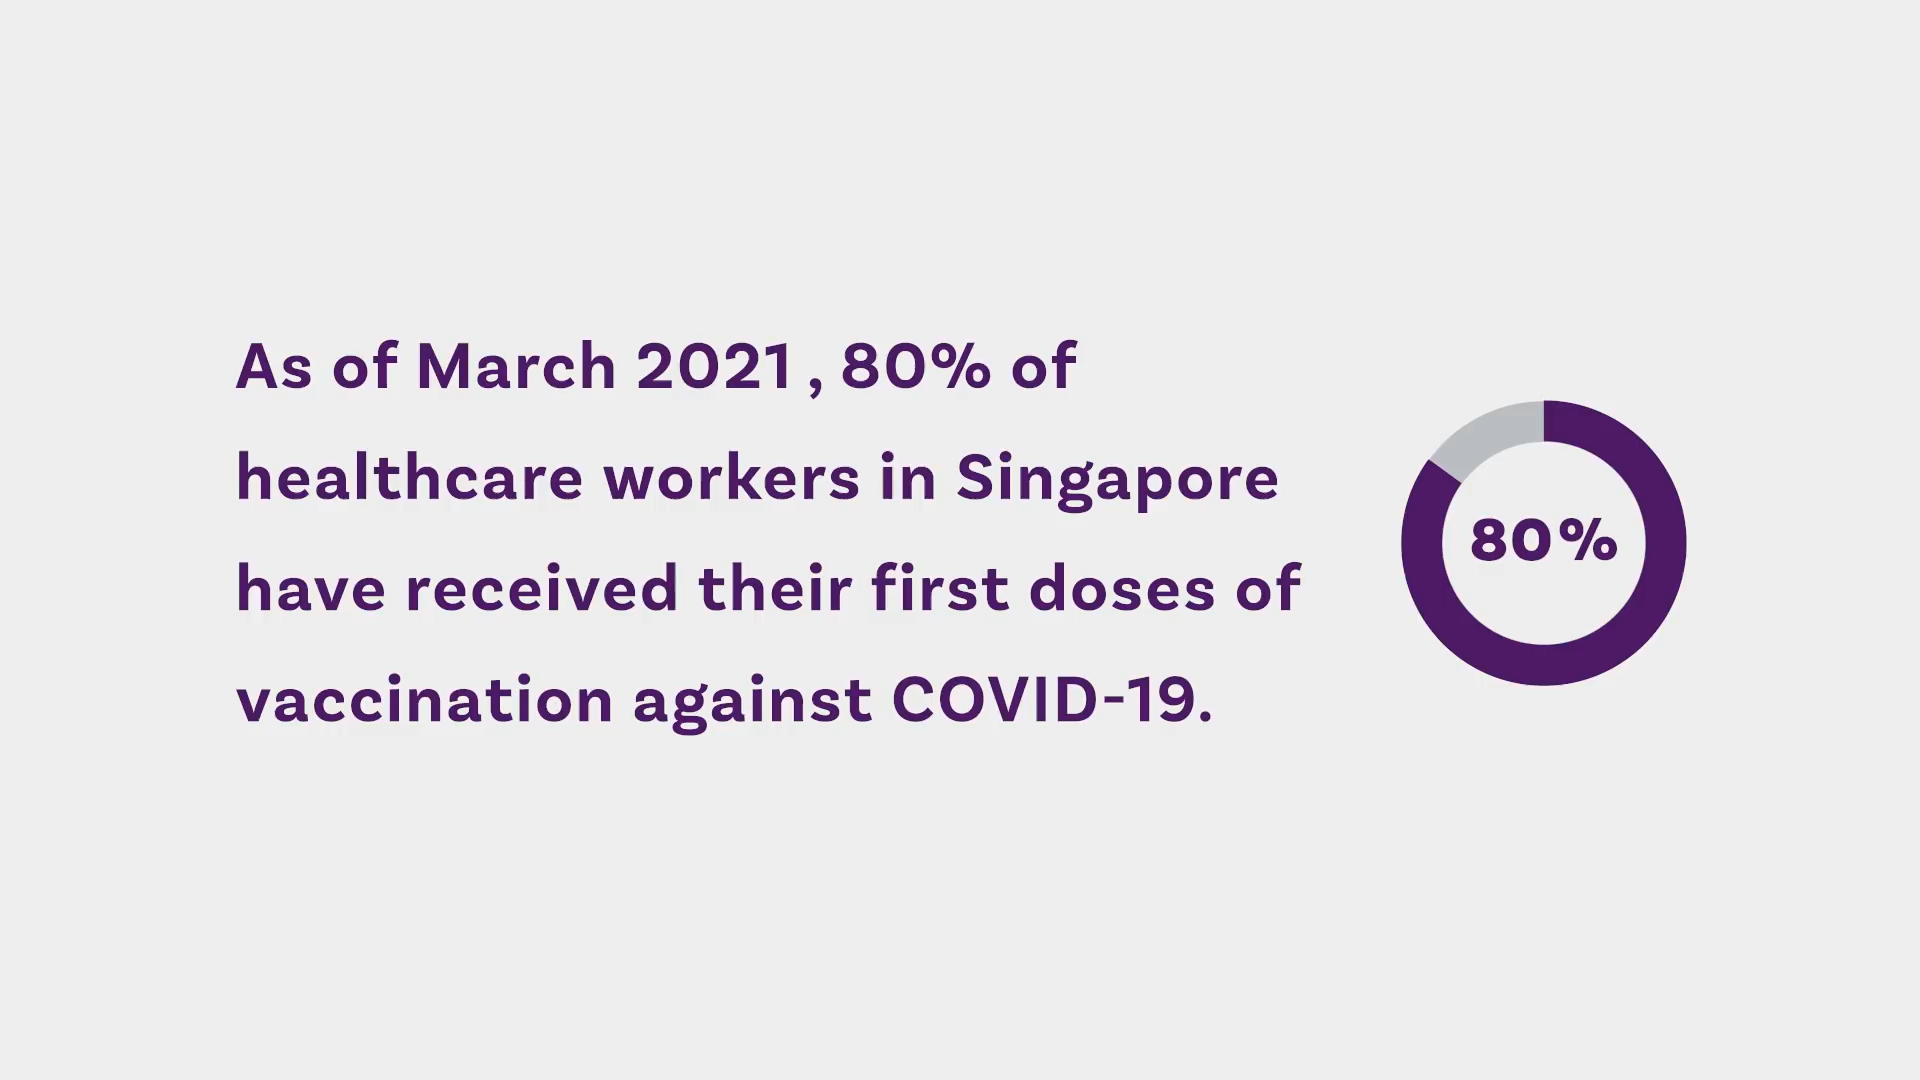 As of March 2021 , 80% of
healthcare workers in Singapore
have received their first doses of
vaccination against COVID-19.
80%